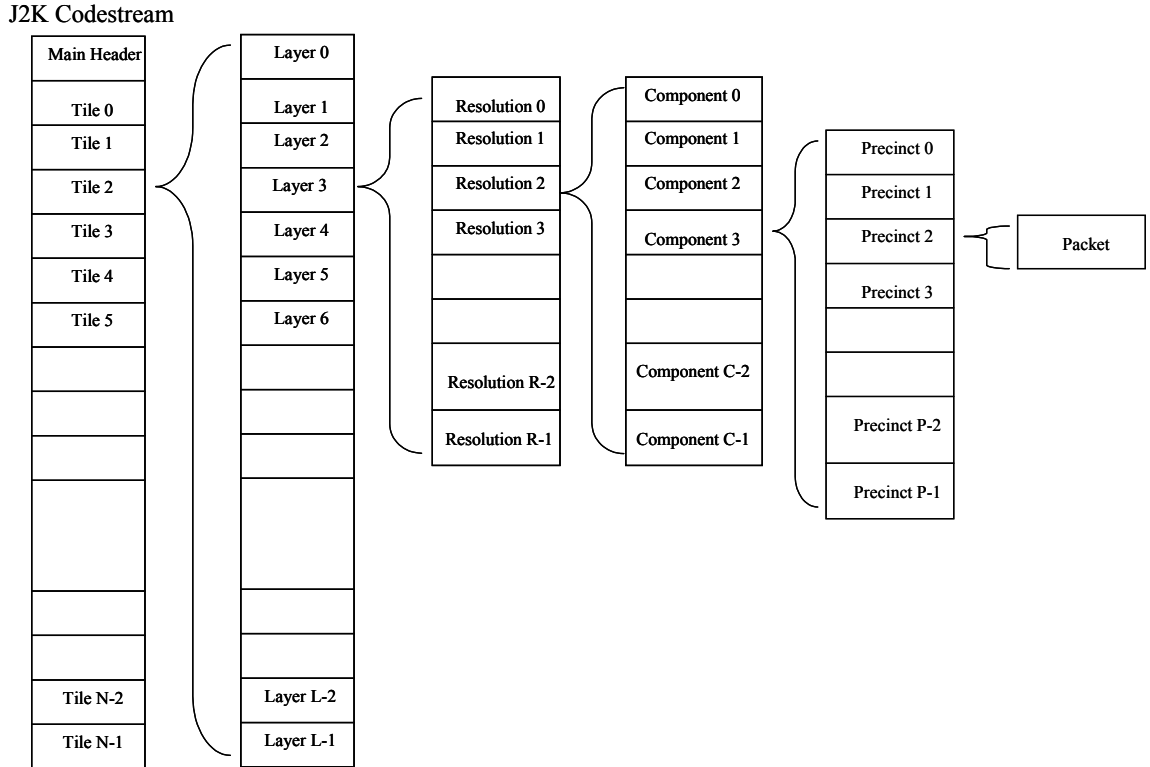 J2K Codestream
Main Header
Tile 0
Tile 1
Tile 2
Tile 3
Tile 4
Tile 5
Tile N-2
Tile N-1
Layer 0
Layer 1
Layer 2
Layer 3
Layer 4
Layer 5
Layer 6
Layer L-2
Layer L-1
Resolution 0
Resolution 1
Resolution 2
Resolution 3
Resolution R-2
Resolution R-1
Component 0
Component 1
Component 2
Component 3
Component C-2
Component C-1
Precinct 0
Precinct 1
Precinct 2
Precinct 3
Precinct P-2
Precinct P-1
Packet